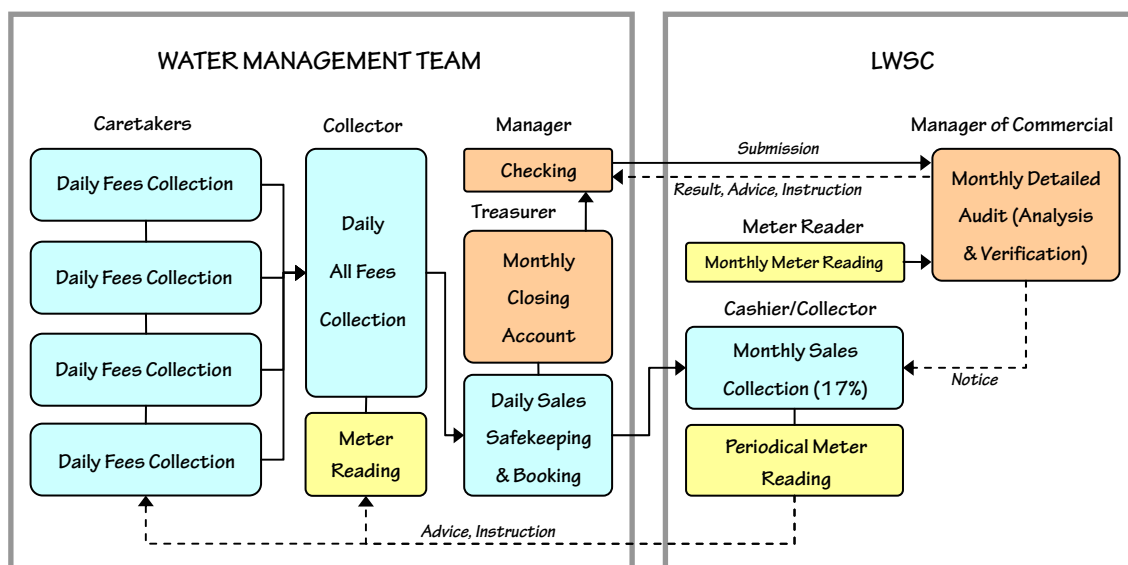 WATER MANAGEMENT TEAM
Caretakers
Daily Fees Collection
Daily Fees Collection
Daily Fees Collection
Daily Fees Collection
Collector
Daily
All Fees
Collection
Meter
Reading
Manager
Checking
Treasurer
Monthly
Closing
Account
Daily Sales
Safekeeping
& Booking
Advice, Instruction
LWSC
Submission
Result, Advice, Instruction
Manager of Commercial
Monthly Detailed
Audit (Analysis
& Verification)
Meter Reader
Monthly Meter Reading
Cashier/Collector
Monthly Sales
Collection (17%)
Notice
Periodical Meter
Reading